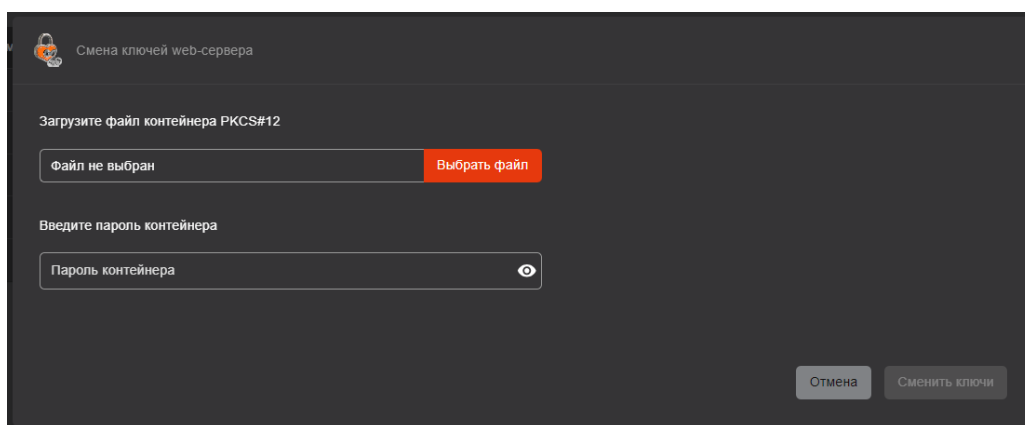 Смена ключей web-сервера
Загрузите файл контейнера PKCS#12
Файл не выбран
Выбрать файл
Введите пароль контейнера
Пароль контейнера
Отмена
Сменить ключи